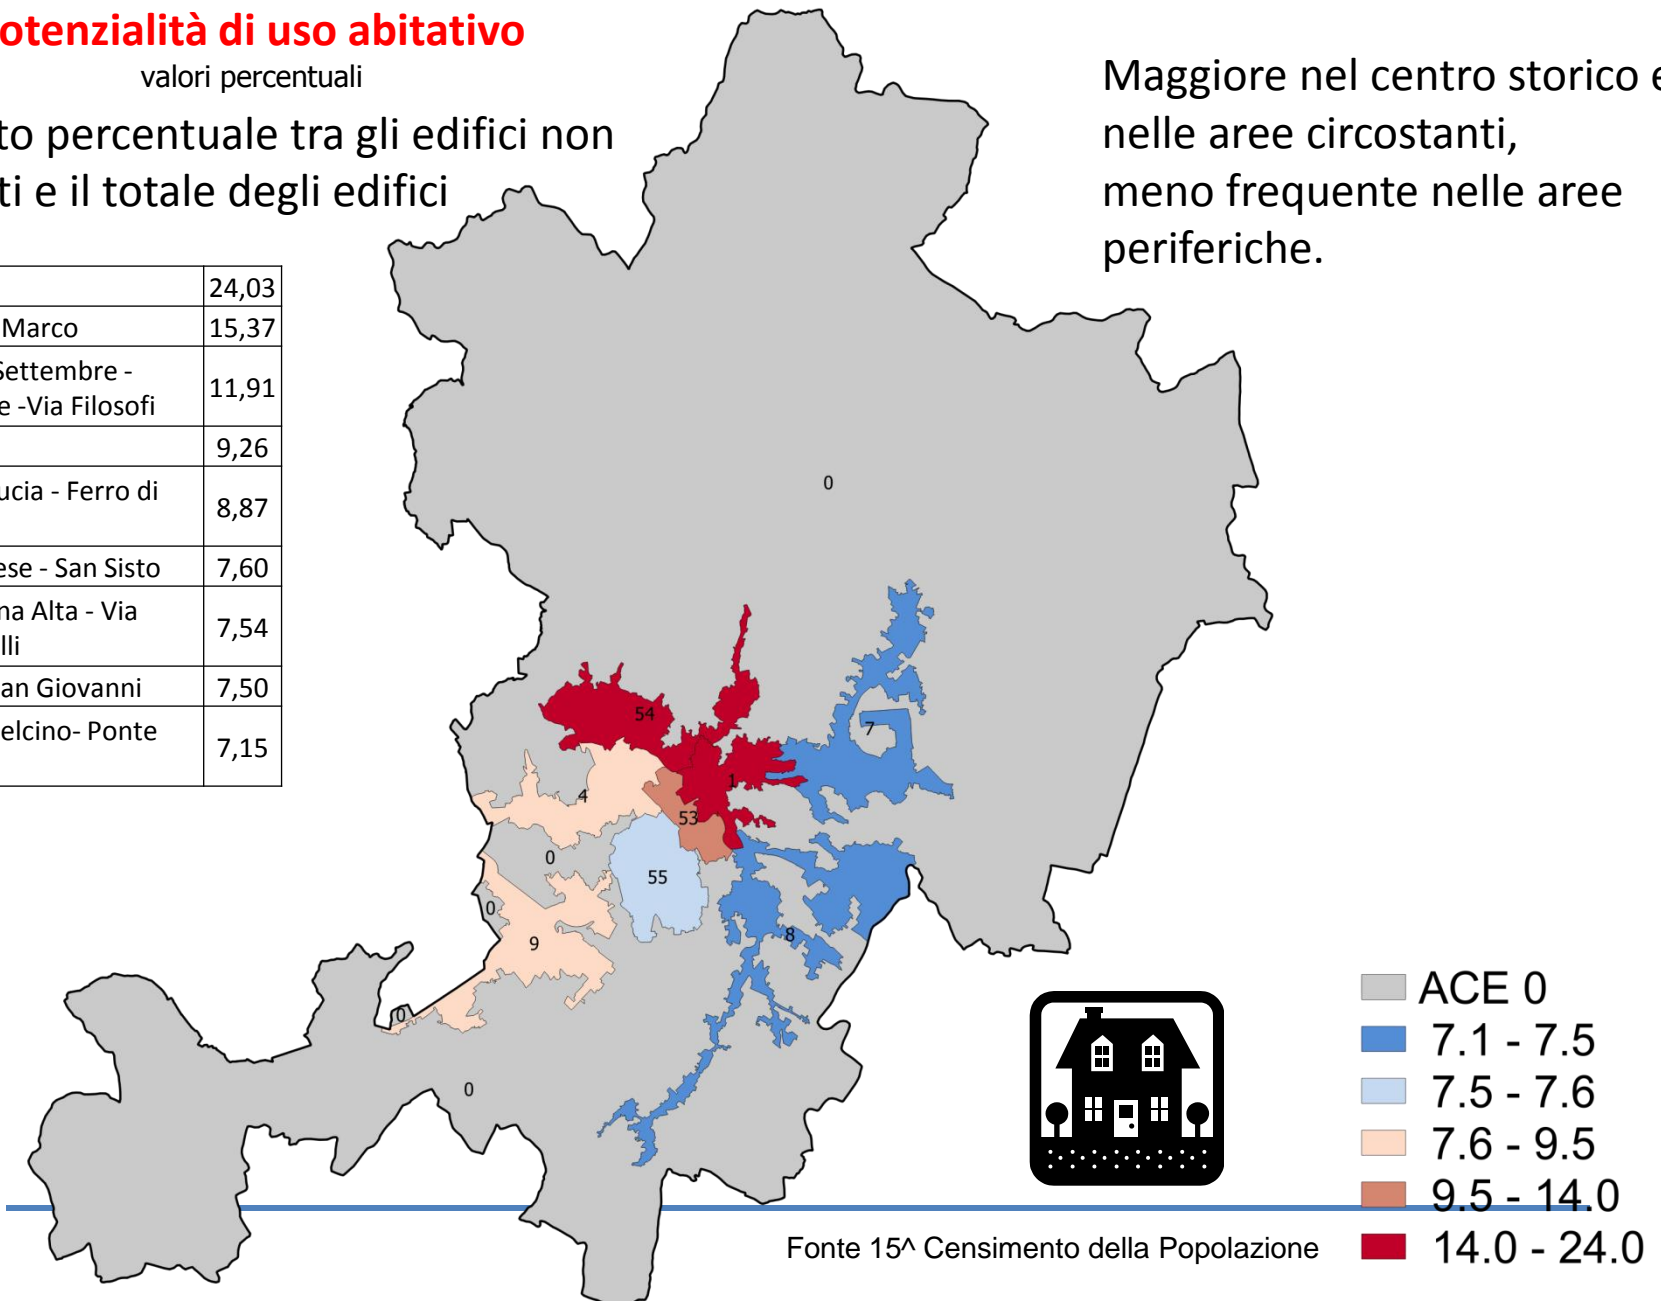 otenzialità di uso abitativo
valori percentuali
to percentuale tra gli edifici non
ti e il totale degli edifici
Maggiore nel centro storico e
nelle aree circostanti,
meno frequente nelle aree
periferiche.
24,03
Marco 15,37
Settembre -
e -Via Filosofi 11,91
9,26
ucia - Ferro di 8,87
ese - San Sisto 7,60
na Alta - Via
lli 7,54
an Giovanni 7,50
elcino- Ponte 7,15
0
54
7
1
4
53
0
55
0
8
9
0
0
ACE 0
7.1 - 7.5
7.5 - 7.6
7.6 - 9.5
9.5 - 14.0
14.0 - 24.0
Fonte 15^ Censimento della Popolazione